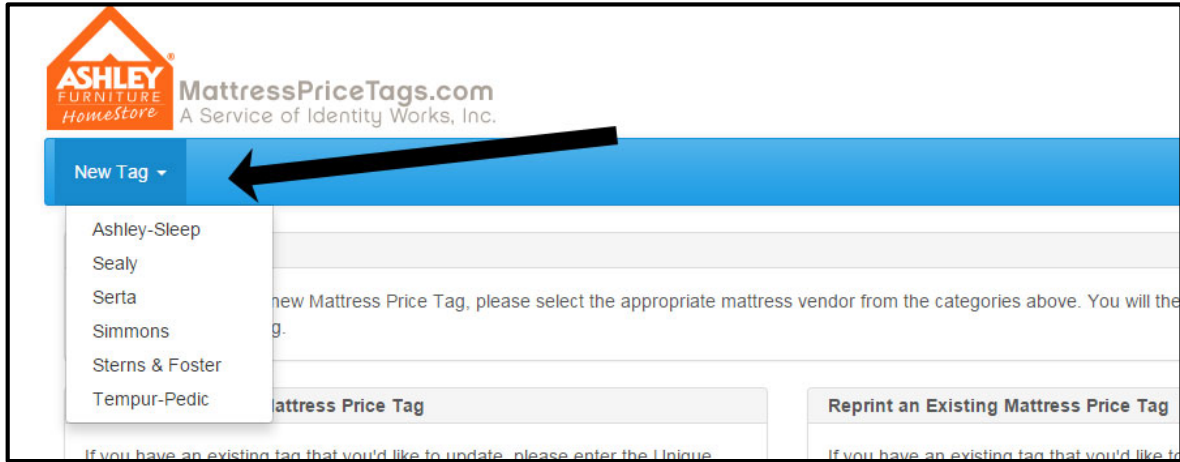 ASHLEY®
FURNITURE
HomeStore
MattressPriceTags.com
A Service of Identity Works, Inc.
New Tag
Ashley-Sleep
Sealy
Serta
Simmons
Sterns & Foster
Tempur-Pedic
new Mattress Price Tag, please select the appropriate mattress vendor from the categories above. You will the
g.
Mattress Price Tag
If you have an existing tag that you'd like to update, please enter the Unique
Reprint an Existing Mattress Price Tag
If you have an existing tag that you'd like to